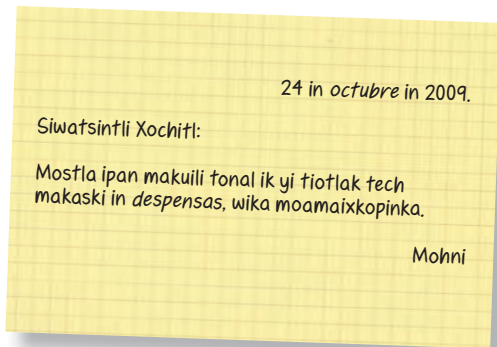 24 in octubre in 2009.
Siwatsintli Xochitl:
Mostla ipan makuili tonal ik yi tiotlak tech
makaski in despensas, wika moamaixkopinka.
Mohni